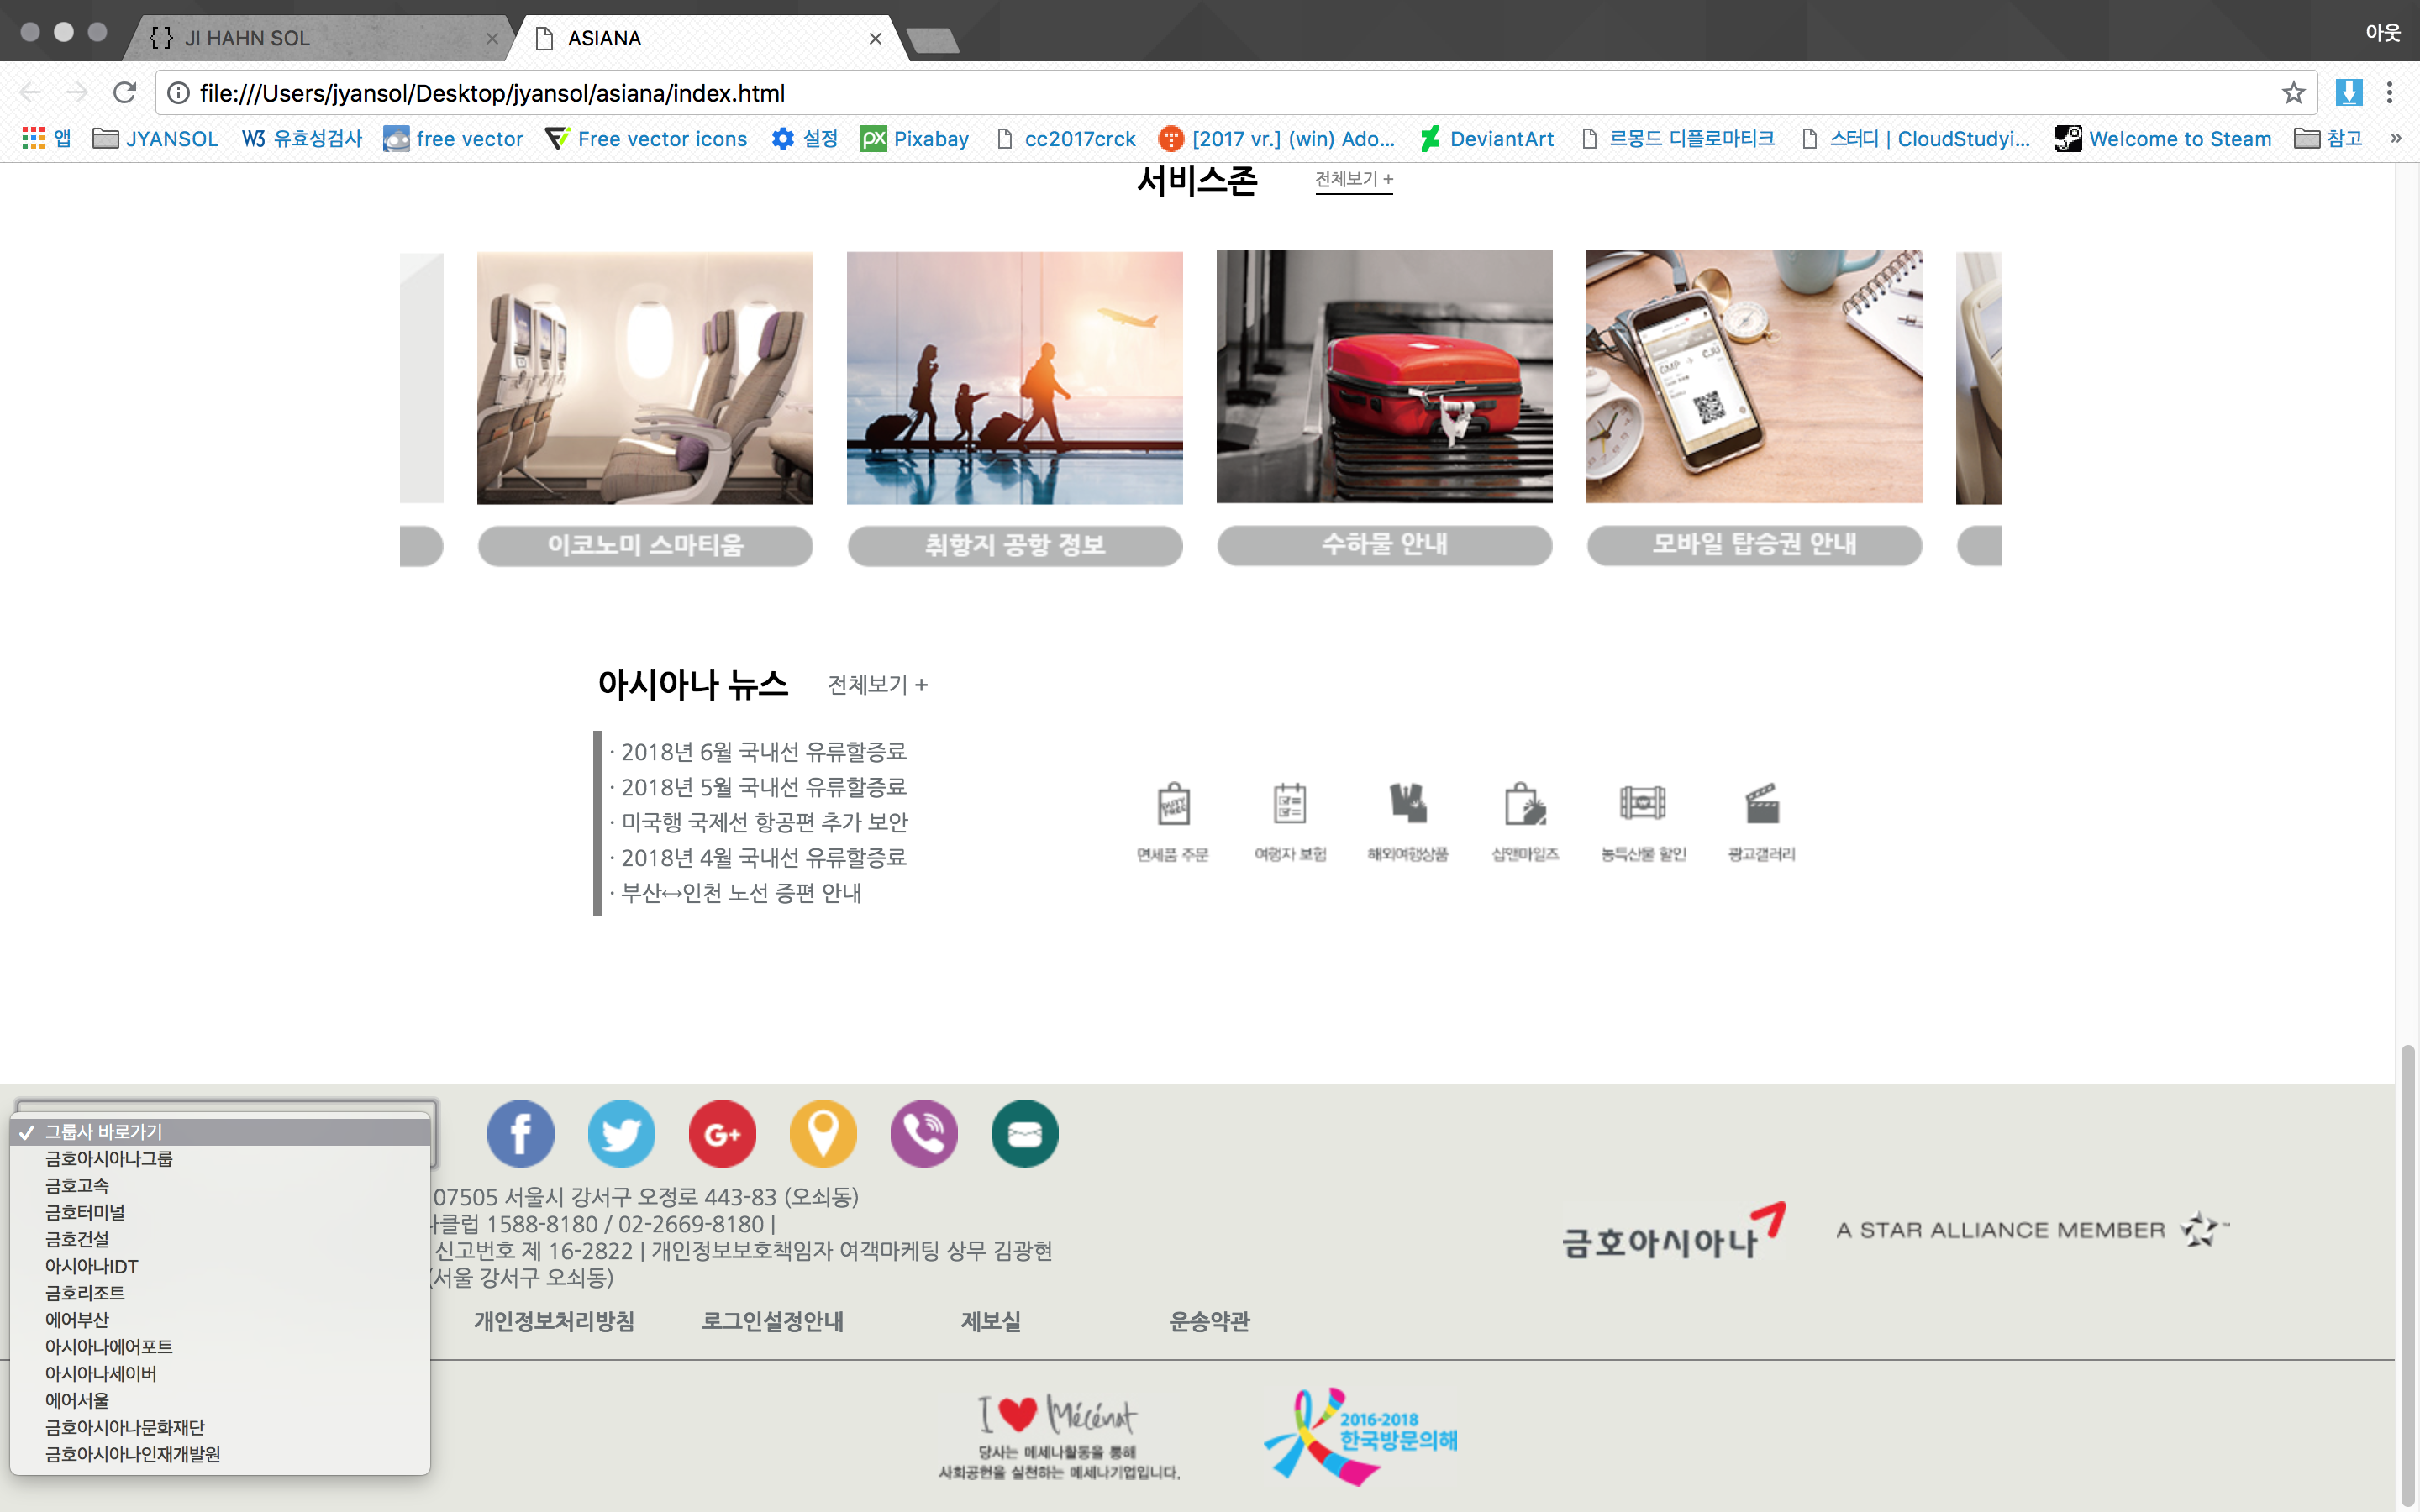 JI HAHN SOL
ASIANA
아웃
file:///Users/jyansol/Desktop/jyansol/asiana/index.html
앱 JYANSOL W3 유효성검사 free vector Free vector icons 설정 px Pixabay cc2017crck [2017 vr.] (win) Ado... DeviantArt 르몽드 디플로마티크 스터디 | CloudStudyi... Welcome to Steam 참고 »
서비스존 전체보기 +
GMP CJU
이코노미 스마티움 취항지 공항 정보 수하물 안내 모바일 탑승권 안내
아시아나 뉴스 전체보기 +
· 2018년 6월 국내선 유류할증료
· 2018년 5월 국내선 유류할증료
· 미국행 국제선 항공편 추가 보안
· 2018년 4월 국내선 유류할증료
· 부산↔인천 노선 증편 안내
DUTY FREE
면세품 주문 여행자 보험 해외여행상품 샵앤마일즈 농특산물 할인 광고갤러리
✓ 그룹사 바로가기
금호아시아나그룹
금호고속
금호터미널
금호건설
아시아나IDT
금호리조트
에어부산
아시아나에어포트
아시아나세이버
에어서울
금호아시아나문화재단
금호아시아나인재개발원
f G+
07505 서울시 강서구 오정로 443-83 (오쇠동)
클럽 1588-8180 / 02-2669-8180 |
신고번호 제 16-2822 | 개인정보보호책임자 여객마케팅 상무 김광현
(서울 강서구 오쇠동)
개인정보처리방침 로그인설정안내 제보실 운송약관
금호아시아나 A STAR ALLIANCE MEMBER ™
I Mécénat
당사는 메세나활동을 통해
사회공헌을 실천하는 메세나기업입니다.
2016-2018
한국방문의해